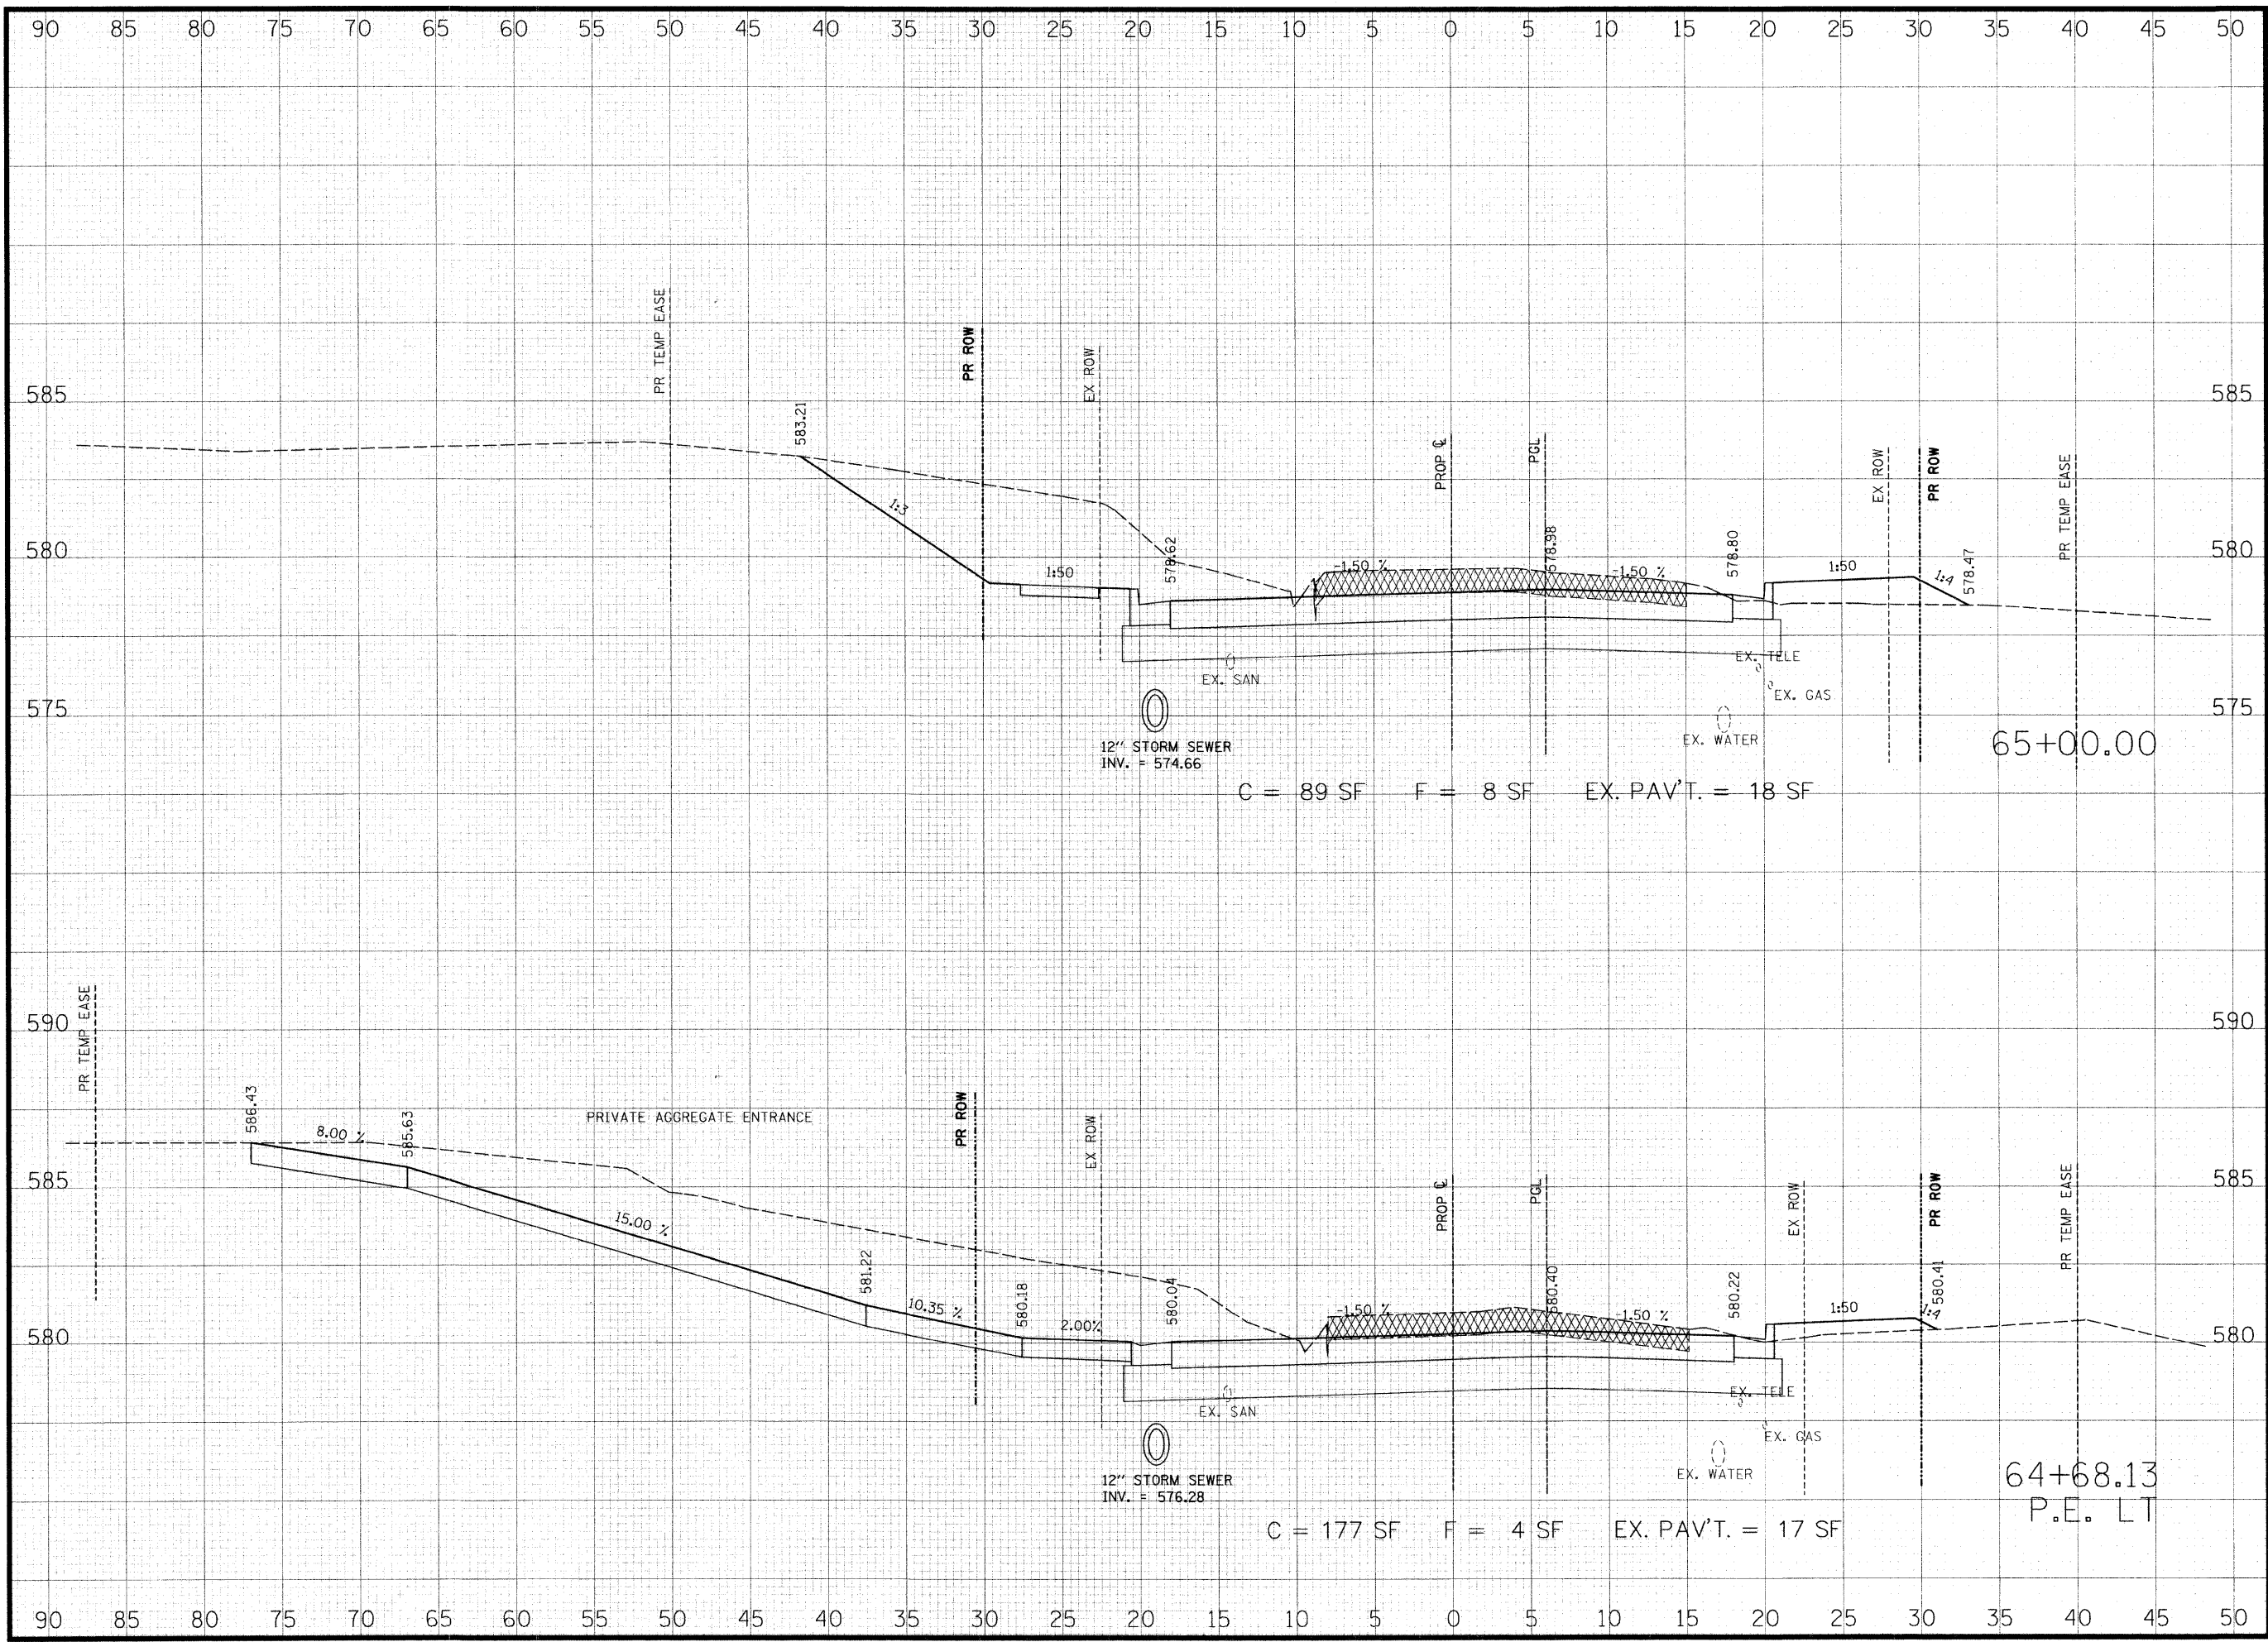 90 85 80 75 70 65 60 55 50 45 40 35 30 25 20 15 10 5 0 5 10 15 20 25 30 35 40 45 50
PR TEMP EASE
PR ROW
EX ROW
585
585
583.21
PROP ℄
PGL
EX ROW
PR ROW
PR TEMP EASE
1:3
580
580
1:50
578.62
-1.50 %
578.98
-1.50 %
578.80
1:50
1:4
578.47
EX. SAN
EX. TELE
EX. GAS
575
575
12" STORM SEWER
INV. = 574.66
EX. WATER
65+00.00
C = 89 SF F = 8 SF EX. PAV'T. = 18 SF
590
590
PR TEMP EASE
586.43
8.00 %
585.63
PRIVATE AGGREGATE ENTRANCE
PR ROW
EX ROW
585
585
PROP ℄
PGL
EX ROW
PR ROW
PR TEMP EASE
15.00 %
581.22
10.35 %
580.18
2.00%
580.04
-1.50 %
580.40
-1.50 %
580.22
1:50
1:4
580.41
580
580
EX. SAN
EX. TELE
EX. GAS
EX. WATER
12" STORM SEWER
INV. = 576.28
64+68.13
P.E. LT
C = 177 SF F = 4 SF EX. PAV'T. = 17 SF
90 85 80 75 70 65 60 55 50 45 40 35 30 25 20 15 10 5 0 5 10 15 20 25 30 35 40 45 50